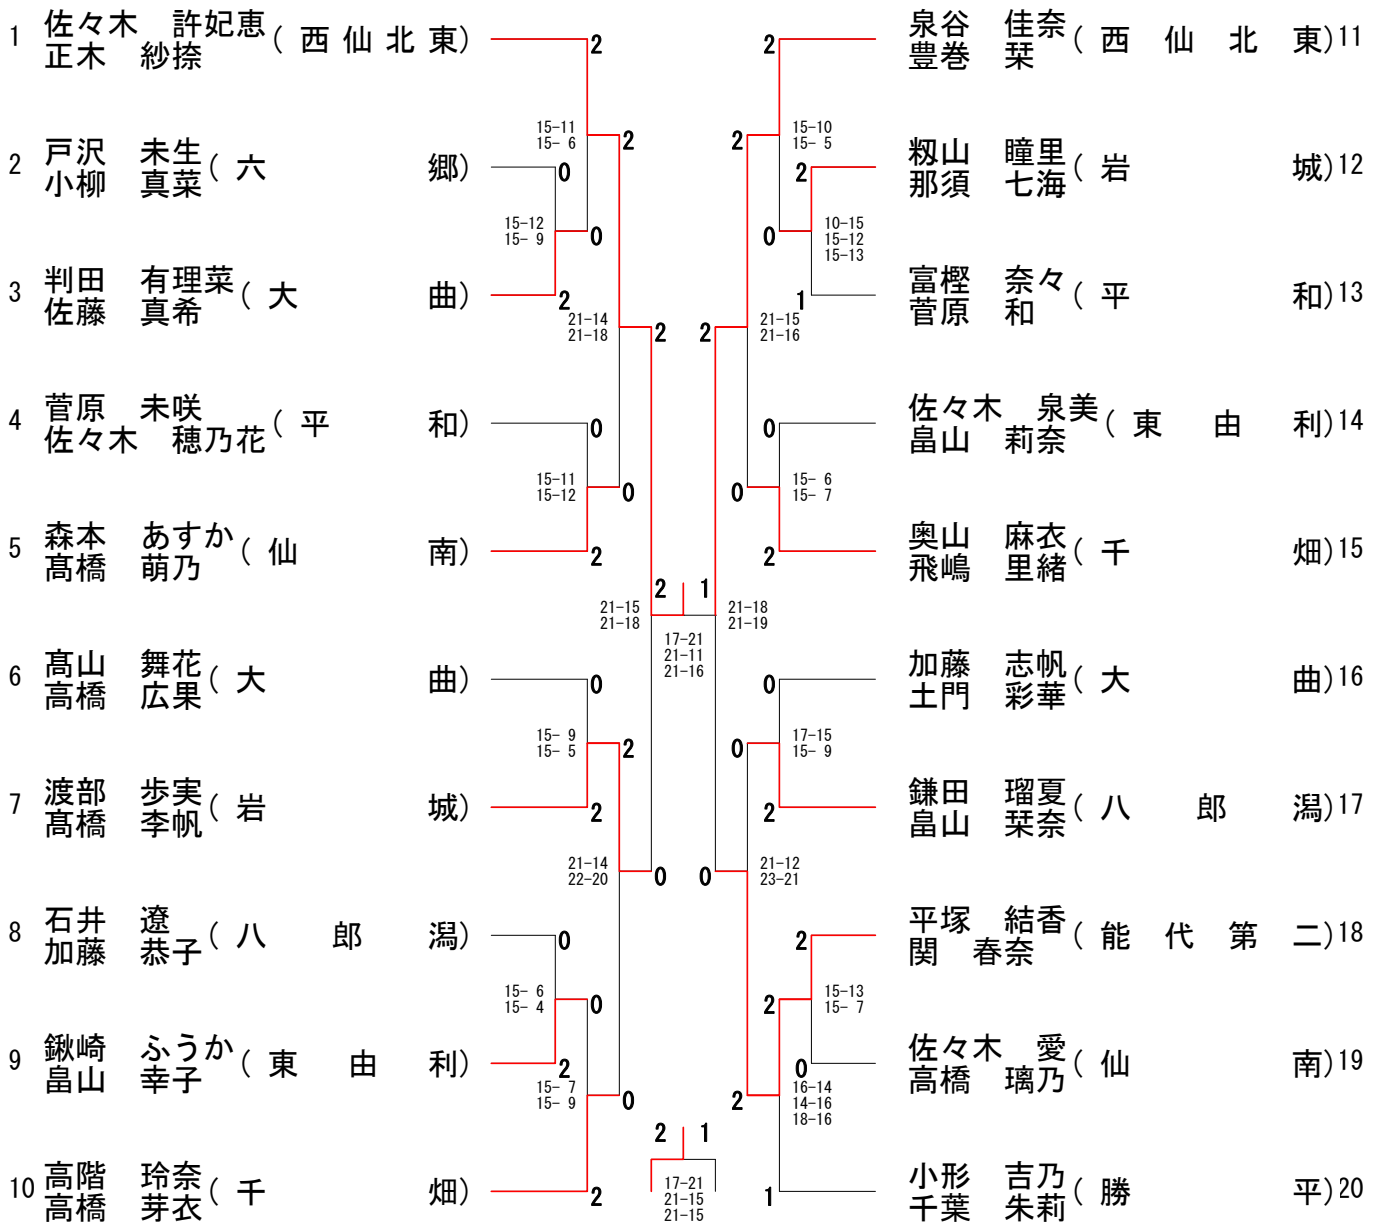 1 佐々木 許妃恵 ( 西 仙 北 東 )
正木 紗捺
2 戸沢 未生 ( 六 郷 )
小柳 真菜
3 判田 有理菜 ( 大 曲 )
佐藤 真希
4 菅原 未咲 ( 平 和 )
佐々木 穂乃花
5 森本 あすか ( 仙 南 )
髙橋 萌乃
6 髙山 舞花 ( 大 曲 )
高橋 広果
7 渡部 歩実 ( 岩 城 )
髙橋 李帆
8 石井 遼 ( 八 郎 潟 )
加藤 恭子
9 鍬崎 ふうか ( 東 由 利 )
畠山 幸子
10 高階 玲奈 ( 千 畑 )
高橋 芽衣
2
15-11
15- 6
2
0
15-12
15- 9
0
2
21-14
21-18
2
0
15-11
15-12
0
2
21-15
21-18
0
15- 9
15- 5
2
2
21-14
22-20
0
0
15- 6
15- 4
0
2
15- 7
15- 9
0
2
2 1
17-21
21-11
21-16
2 1
17-21
21-15
21-15
2
15-10
15- 5
2
2
10-15
15-12
15-13
0
1
2
21-15
21-16
0
15- 6
15- 7
0
2
21-18
21-19
0
17-15
15- 9
0
2
0
21-12
23-21
2
15-13
15- 7
2
0
16-14
14-16
18-16
2
1
泉谷 佳奈 ( 西 仙 北 東 ) 11
豊巻 栞
籾山 瞳里 ( 岩 城 ) 12
那須 七海
富樫 奈々 ( 平 和 ) 13
菅原 和
佐々木 泉美 ( 東 由 利 ) 14
畠山 莉奈
奥山 麻衣 ( 千 畑 ) 15
飛嶋 里緒
加藤 志帆 ( 大 曲 ) 16
土門 彩華
鎌田 瑠夏 ( 八 郎 潟 ) 17
畠山 栞奈
平塚 結香 ( 能 代 第 二 ) 18
関 春奈
佐々木 愛 ( 仙 南 ) 19
高橋 璃乃
小形 吉乃 ( 勝 平 ) 20
千葉 朱莉